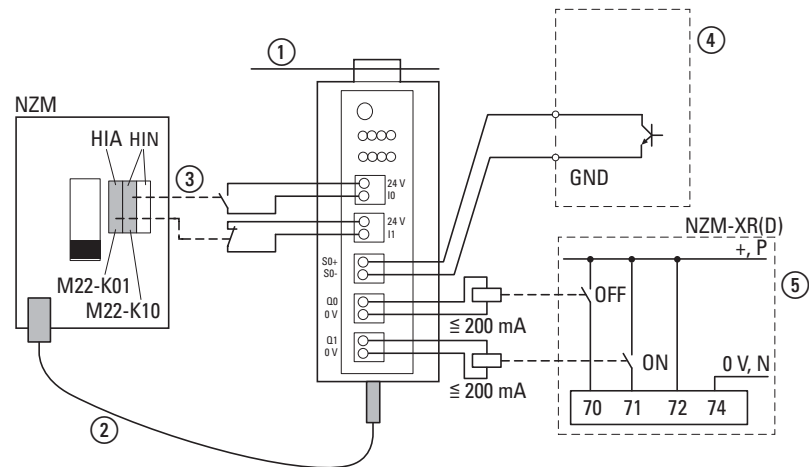 ①
④
NZM
HIA HIN
③
24 V
I0
GND
24 V
I1
NZM-XR(D)
+, P
S0+
S0-
M22-K01
M22-K10
⑤
OFF
Q0
0 V
≦ 200 mA
Q1
0 V
ON
0 V, N
≦ 200 mA
70 71 72 74
②